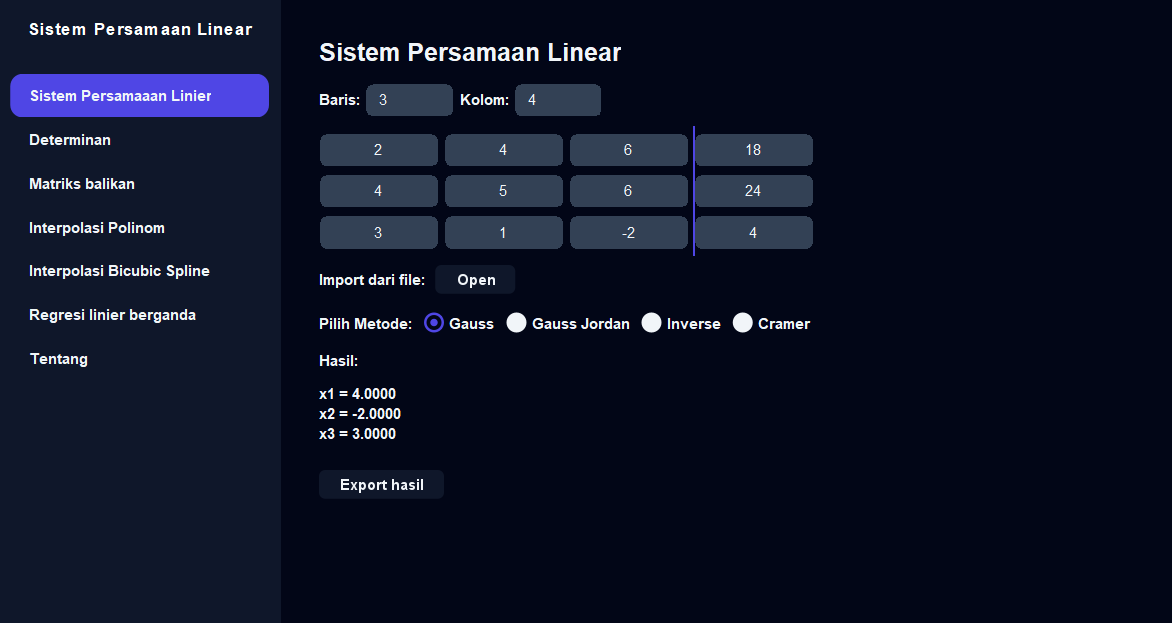 Sistem Persamaan Linear
Sistem Persamaaan Linier
Determinan
Matriks balikan
Interpolasi Polinom
Interpolasi Bicubic Spline
Regresi linier berganda
Tentang
Sistem Persamaan Linear
Baris: 3 Kolom: 4
2 4 6 18
4 5 6 24
3 1 -2 4
Import dari file: Open
Pilih Metode: Gauss Gauss Jordan Inverse Cramer
Hasil:
x1 = 4.0000
x2 = -2.0000
x3 = 3.0000
Export hasil